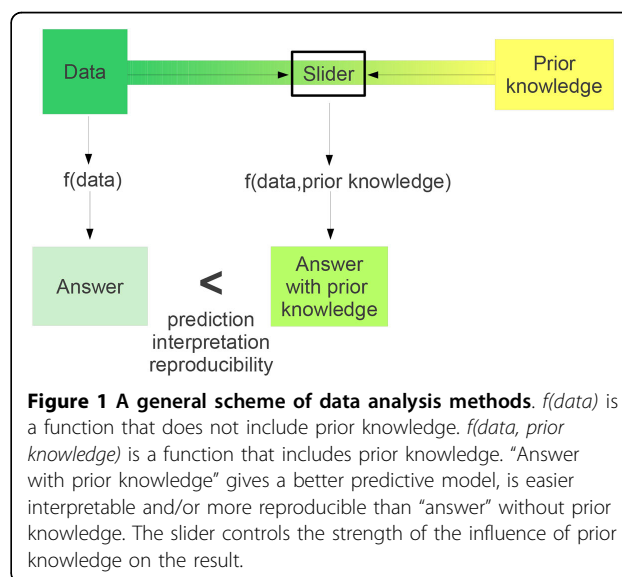 Data
Slider
Prior
knowledge
f(data)
f(data,prior knowledge)
Answer
<
Answer
with prior
knowledge
prediction
interpretation
reproducibility
Figure 1 A general scheme of data analysis methods. f(data) is
a function that does not include prior knowledge. f(data, prior
knowledge) is a function that includes prior knowledge. “Answer
with prior knowledge” gives a better predictive model, is easier
interpretable and/or more reproducible than “answer” without prior
knowledge. The slider controls the strength of the influence of prior
knowledge on the result.